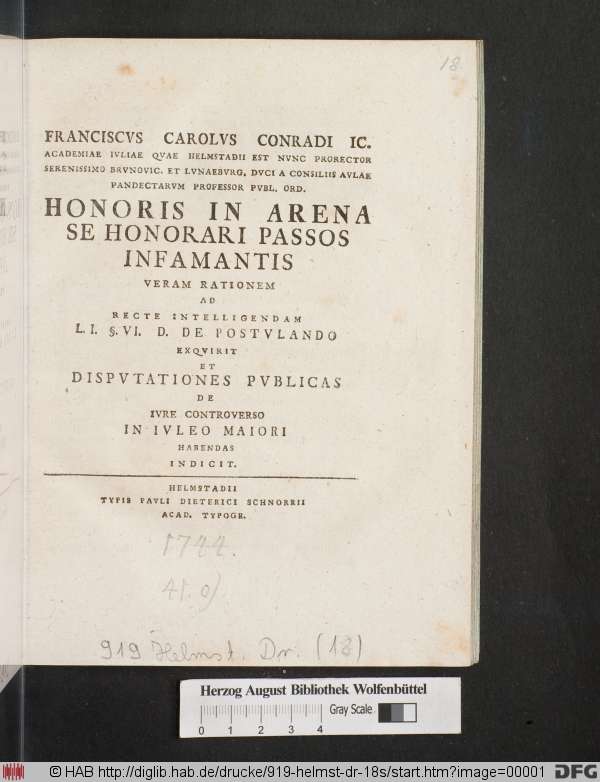 18.
FRANCISCVS CAROLVS CONRADI IC.
ACADEMIAE IVLIAE QVAE HELMSTADII EST NVNC PRORECTOR
SERENISSIMO BRVNOVIC. ET LVNAEBVRG. DVCI A CONSILIIS AVLAE
PANDECTARVM PROFESSOR PVBL. ORD.
HONORIS IN ARENA
SE HONORARI PASSOS
INFAMANTIS
VERAM RATIONEM
AD
RECTE INTELLIGENDAM
L. I. §. VI. D. DE POSTVLANDO
EXQVIRIT
ET
DISPVTATIONES PVBLICAS
DE
IVRE CONTROVERSO
IN IVLEO MAIORI
HABENDAS
INDICIT.
HELMSTADII
TYPIS PAVLI DIETERICI SCHNORRII
ACAD. TYPOGR.
1744.
41. o)
919 Helmst. Dr. (18)
Herzog August Bibliothek Wolfenbüttel
Gray Scale
0 1 2 3 4
© HAB http://diglib.hab.de/drucke/919-helmst-dr-18s/start.htm?image=00001
DFG